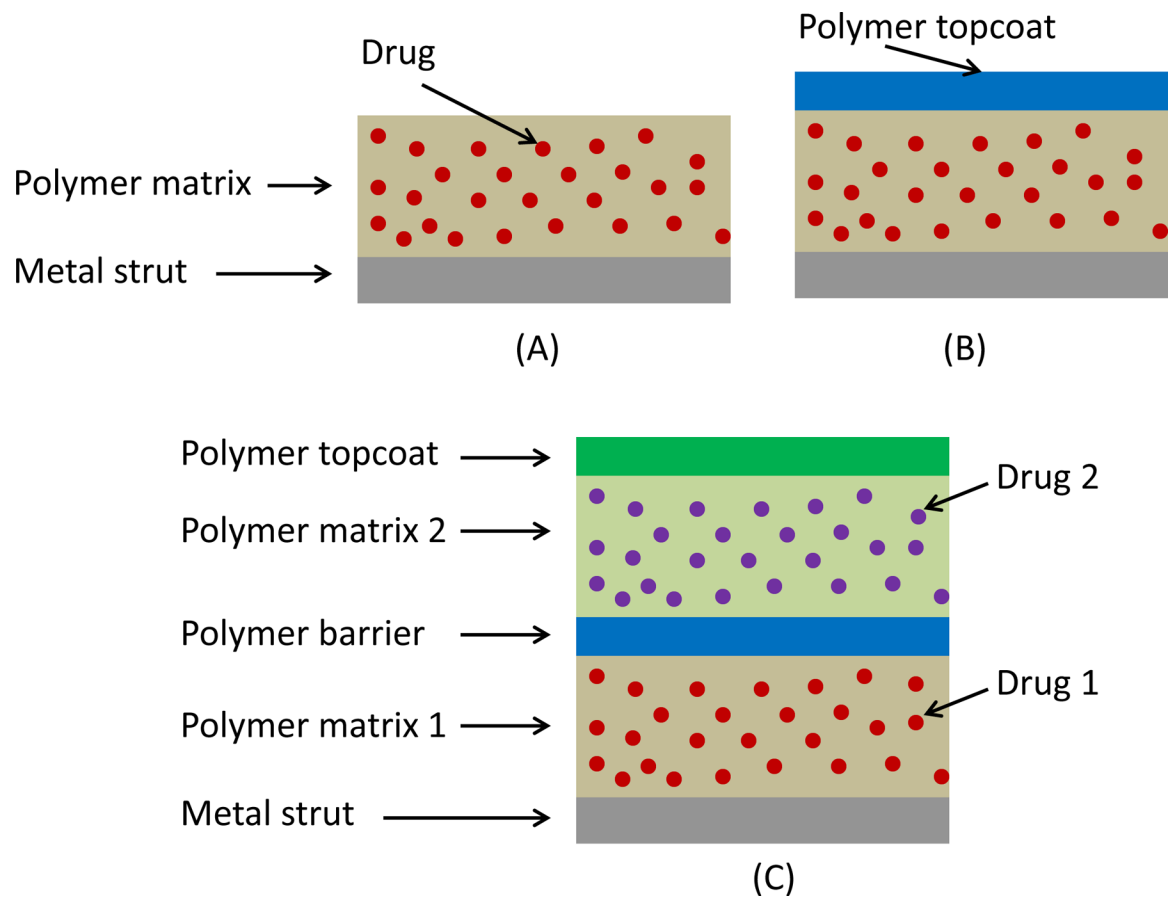 Drug
Polymer matrix
Metal strut
(A)
Polymer topcoat
(B)
Polymer topcoat
Polymer matrix 2
Drug 2
Polymer barrier
Polymer matrix 1
Drug 1
Metal strut
(C)